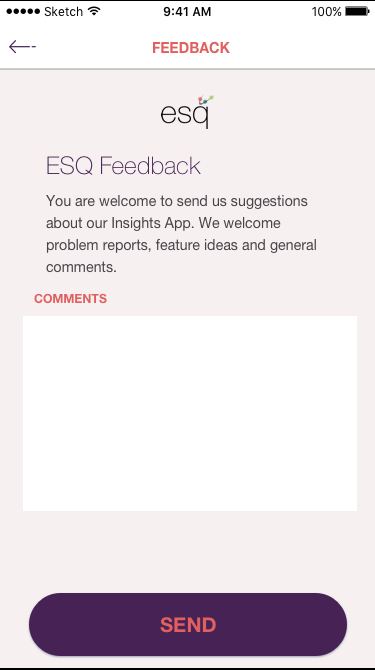 Sketch 9:41 AM 100%
FEEDBACK
esq
ESQ Feedback
You are welcome to send us suggestions
about our Insights App. We welcome
problem reports, feature ideas and general
comments.
COMMENTS
SEND